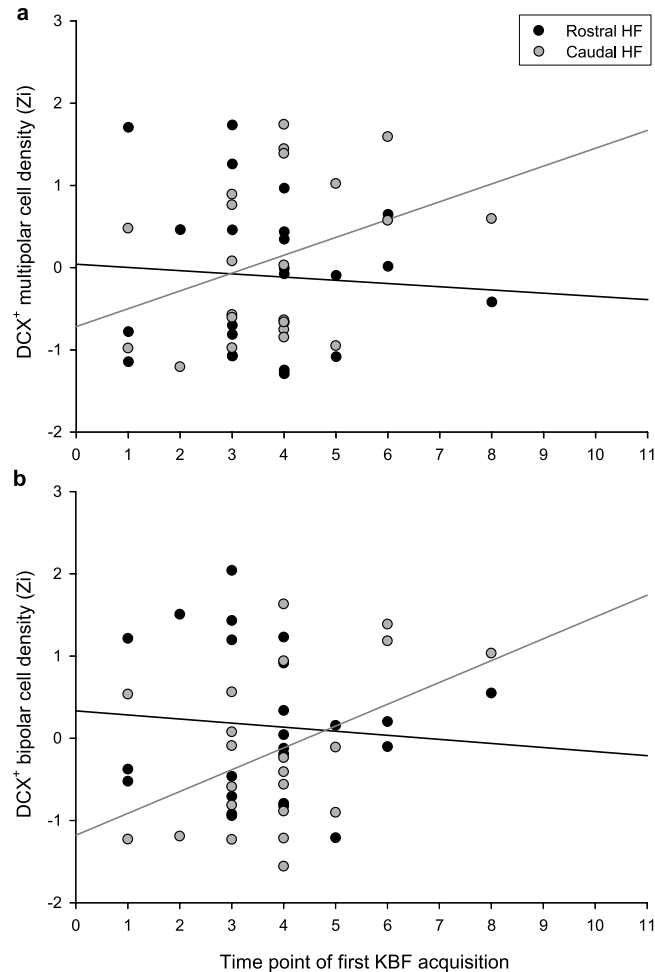 a
Rostral HF
Caudal HF
DCX⁺ multipolar cell density (Zi)
3
2
1
0
-1
-2
0 1 2 3 4 5 6 7 8 9 10 11
b
DCX⁺ bipolar cell density (Zi)
3
2
1
0
-1
-2
0 1 2 3 4 5 6 7 8 9 10 11
Time point of first KBF acquisition